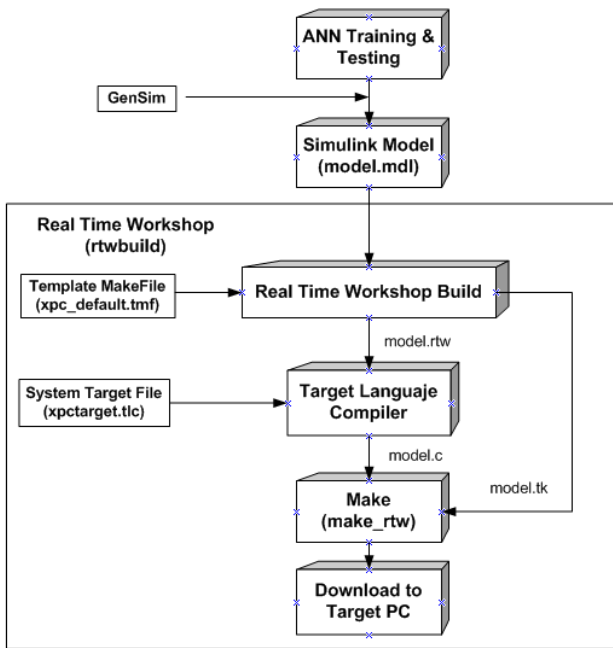 ANN Training &
Testing
GenSim
Simulink Model
(model.mdl)
Real Time Workshop
(rtwbuild)
Template MakeFile
(xpc_default.tmf)
Real Time Workshop Build
model.rtw
System Target File
(xpctarget.tlc)
Target Languaje
Compiler
model.c
model.tk
Make
(make_rtw)
Download to
Target PC